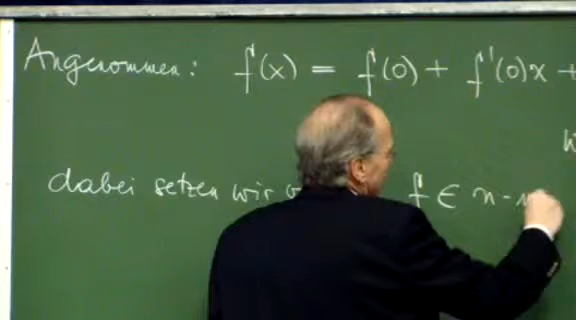 Angenommen: f(x) = f(0) + f'(0)x +
dabei setzen wir f ∈ n-